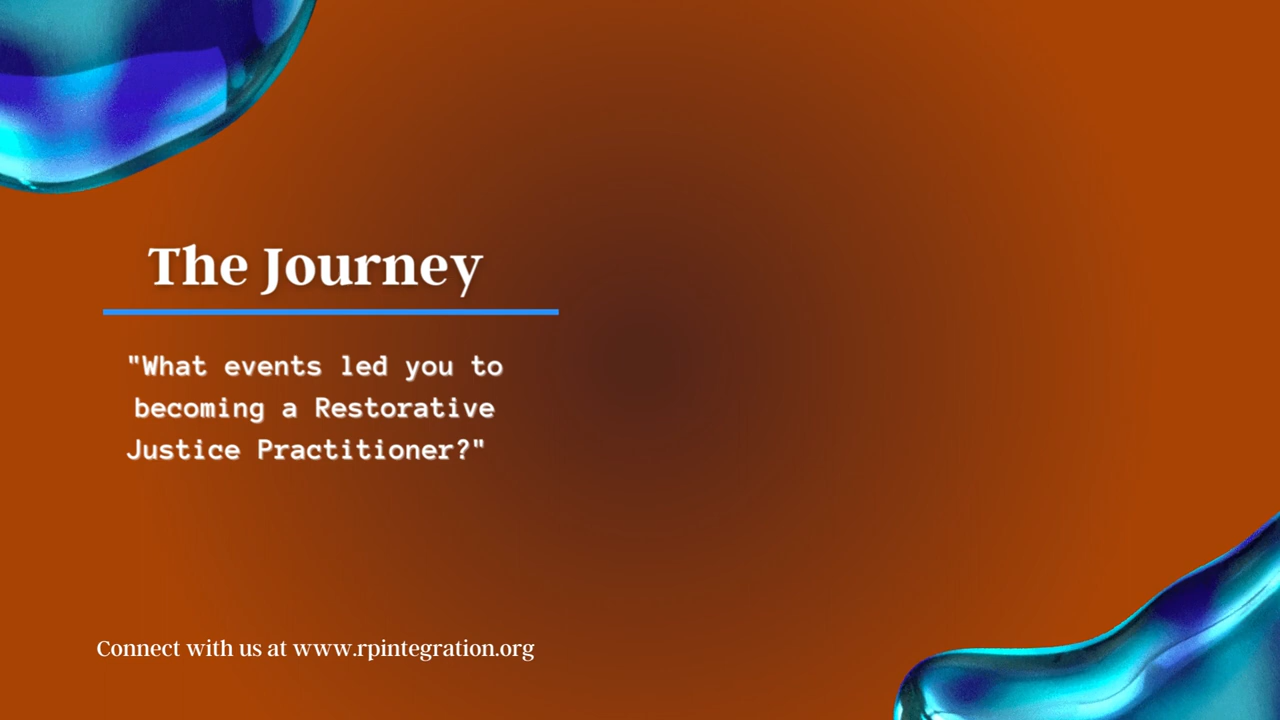 The Journey
"What events led you to
becoming a Restorative
Justice Practitioner?"
Connect with us at www.rpintegration.org